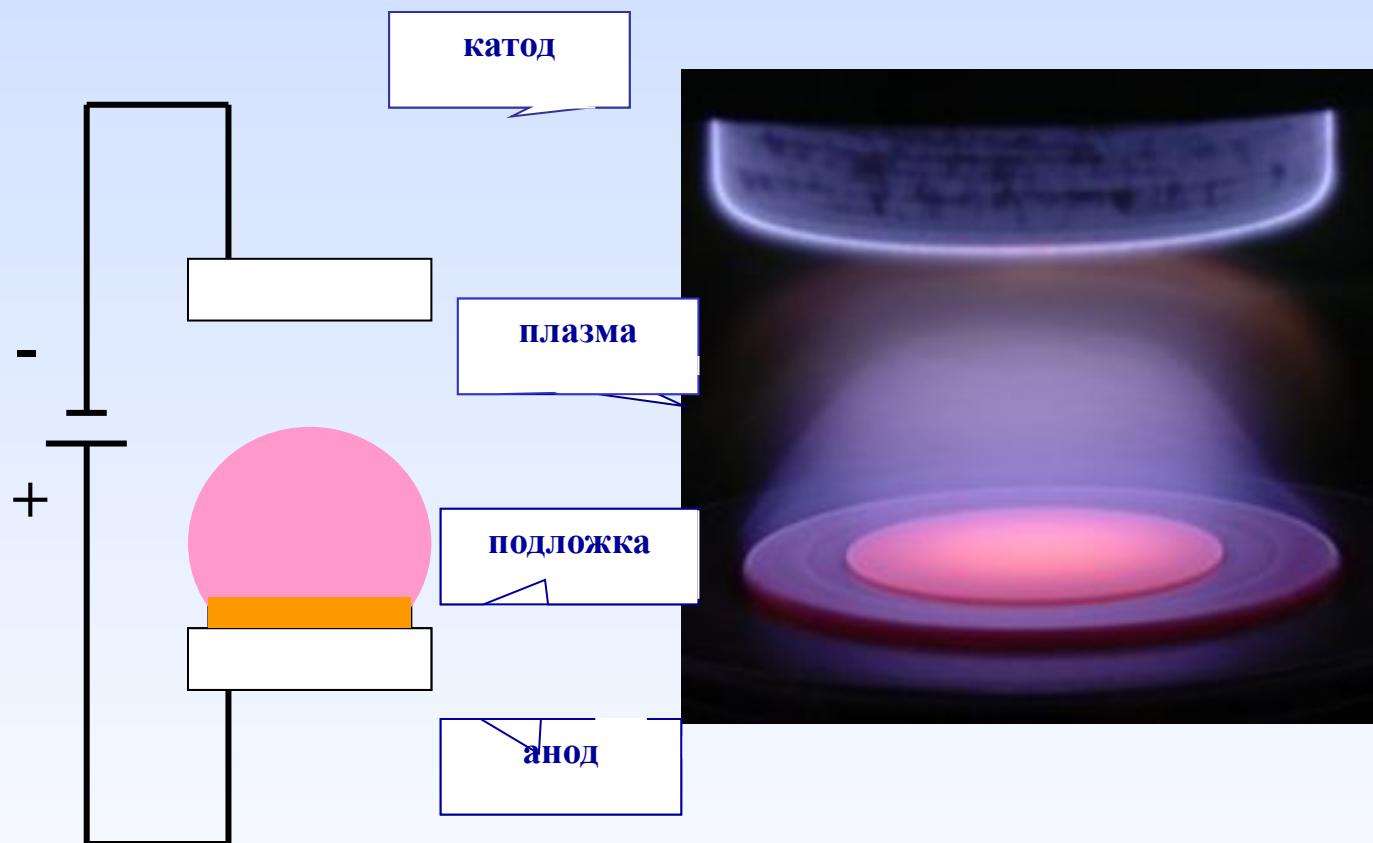 катод
-
плазма
+
подложка
анод